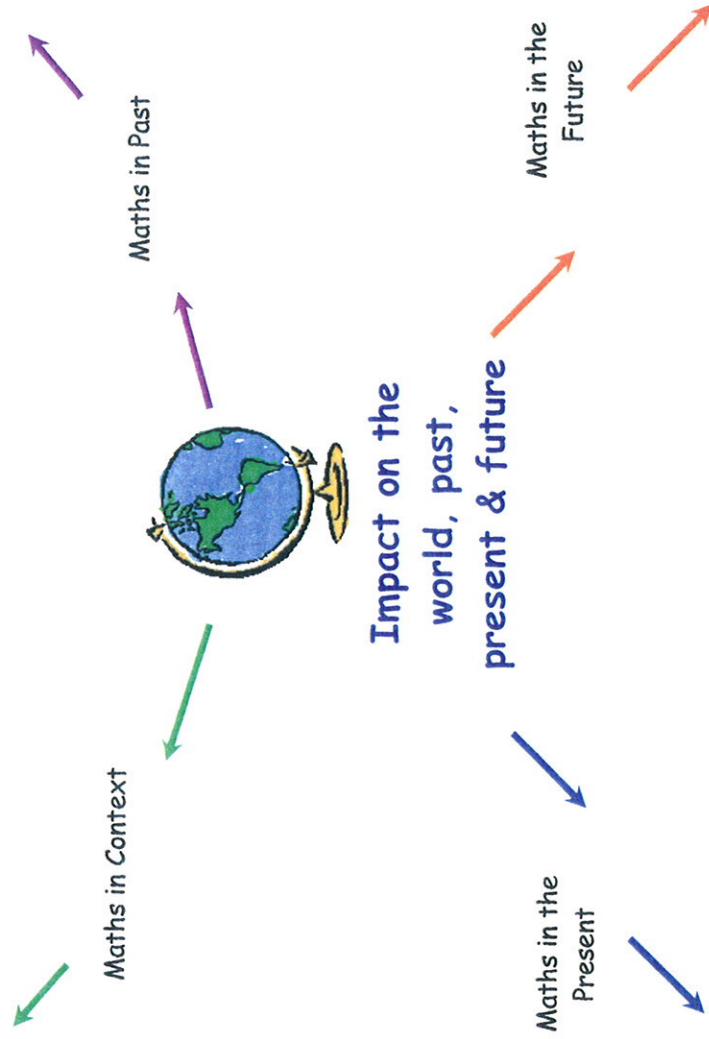 Maths in Context
Maths in Past
Impact on the
world, past,
present & future
Maths in the
Present
Maths in the
Future